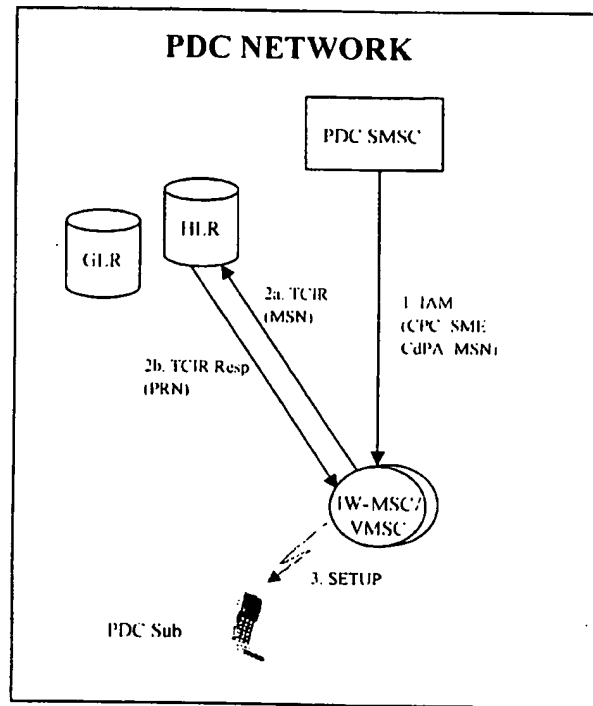 PDC NETWORK
PDC SMSC
HLR
GLR
2a. TCIR
(MSN)
1. IAM
(CPC SME
CdPA MSN)
2b. TCIR Resp
(PRN)
IW-MSC/
VMSC
3. SETUP
PDC Sub